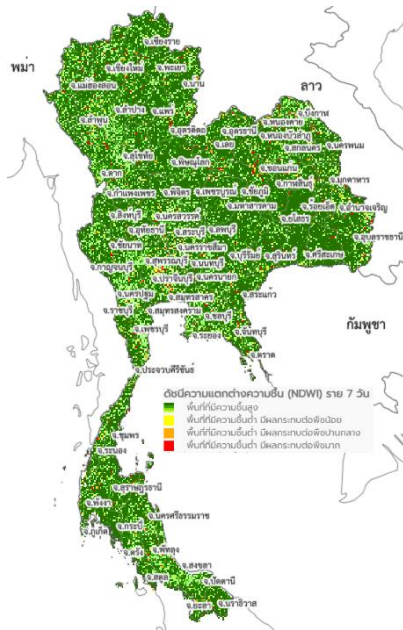 จ.เชียงราย
พม่า
จ.เชียงใหม่ จ.พะเยา
จ.แม่ฮ่องสอน จ.น่าน
ลาว
จ.ลำปาง จ.แพร่
จ.ลำพูน
จ.อุตรดิตถ์ จ.อุดรธานี จ.บึงกาฬ
จ.หนองคาย
จ.หนองบัวลำภู
จ.เลย จ.สกลนคร จ.นครพนม
จ.สุโขทัย
จ.พิษณุโลก
จ.ตาก จ.ขอนแก่น
จ.กาฬสินธุ์ จ.มุกดาหาร
จ.กำแพงเพชร จ.พิจิตร จ.เพชรบูรณ์ จ.ชัยภูมิ
จ.มหาสารคาม จ.ร้อยเอ็ด จ.อำนาจเจริญ
จ.สิงห์บุรี จ.นครสวรรค์ จ.ยโสธร
จ.อุทัยธานี จ.สระบุรี จ.ลพบุรี
จ.อุบลราชธานี
จ.ชัยนาท จ.นครราชสีมา
จ.สุพรรณบุรี จ.นนทบุรี จ.บุรีรัมย์ จ.สุรินทร์ จ.ศรีสะเกษ
จ.กาญจนบุรี จ.ปราจีนบุรี จ.นครนายก
จ.นครปฐม จ.สมุทรสาคร จ.สระแก้ว
จ.ราชบุรี จ.สมุทรสงคราม จ.ชลบุรี
กัมพูชา
จ.เพชรบุรี จ.ระยอง จ.จันทบุรี
จ.ตราด
จ.ประจวบคีรีขันธ์
ดัชนีความแตกต่างความชื้น (NDWI) ราย 7 วัน
พื้นที่ที่มีความชื้นสูง
พื้นที่ที่มีความชื้นต่ำ มีผลกระทบต่อพืชน้อย
พื้นที่ที่มีความชื้นต่ำ มีผลกระทบต่อพืชปานกลาง
พื้นที่ที่มีความชื้นต่ำ มีผลกระทบต่อพืชมาก
จ.ชุมพร
จ.ระนอง
จ.สุราษฎร์ธานี
จ.พังงา
จ.นครศรีธรรมราช
จ.กระบี่
จ.ภูเก็ต
จ.ตรัง จ.พัทลุง
จ.สงขลา
จ.สตูล จ.ปัตตานี
จ.ยะลา จ.นราธิวาส